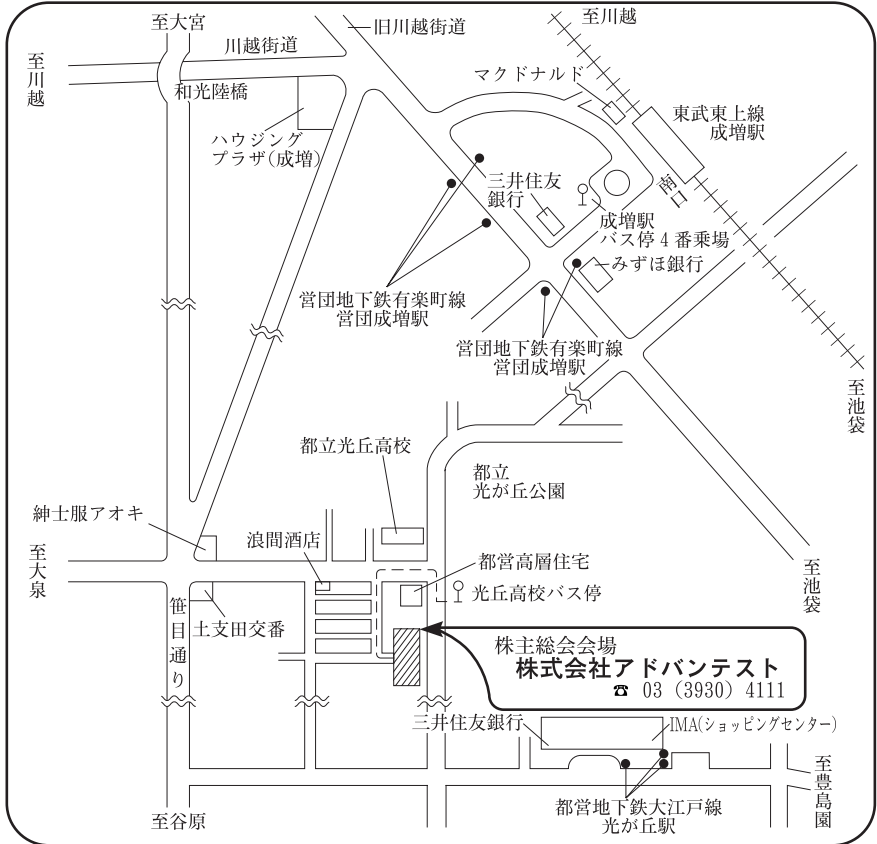 至大宮
旧川越街道
至川越
川越街道
至川越
マクドナルド
和光陸橋
東武東上線
成増駅
ハウジング
プラザ(成増)
三井住友
銀行
南口
成増駅
バス停4番乗場
みずほ銀行
営団地下鉄有楽町線
営団成増駅
営団地下鉄有楽町線
営団成増駅
至池袋
都立光丘高校
都立
光が丘公園
紳士服アオキ
浪間酒店
至大泉
都営高層住宅
至池袋
光丘高校バス停
笹目通り
土支田交番
株主総会会場
株式会社アドバンテスト
☎ 03(3930)4111
三井住友銀行
IMA(ショッピングセンター)
至豊島園
都営地下鉄大江戸線
光が丘駅
至谷原